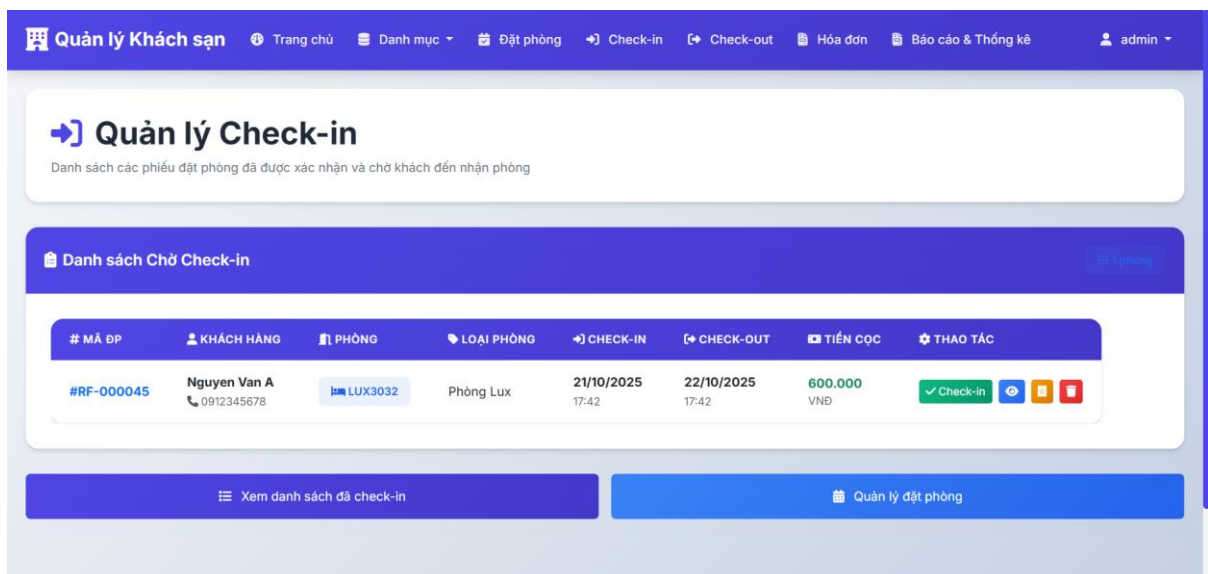 Quản lý Khách sạn Trang chủ Danh mục Đặt phòng Check-in Check-out Hóa đơn Báo cáo & Thống kê admin
Quản lý Check-in
Danh sách các phiếu đặt phòng đã được xác nhận và chờ khách đến nhận phòng
Danh sách Chờ Check-in 1 phòng
# MÃ ĐP KHÁCH HÀNG PHÒNG LOẠI PHÒNG CHECK-IN CHECK-OUT TIỀN CỌC THAO TÁC
#RF-000045 Nguyen Van A LUX3032 Phòng Lux 21/10/2025 22/10/2025 600.000 Check-in
0912345678 17:42 17:42 VNĐ
Xem danh sách đã check-in Quản lý đặt phòng